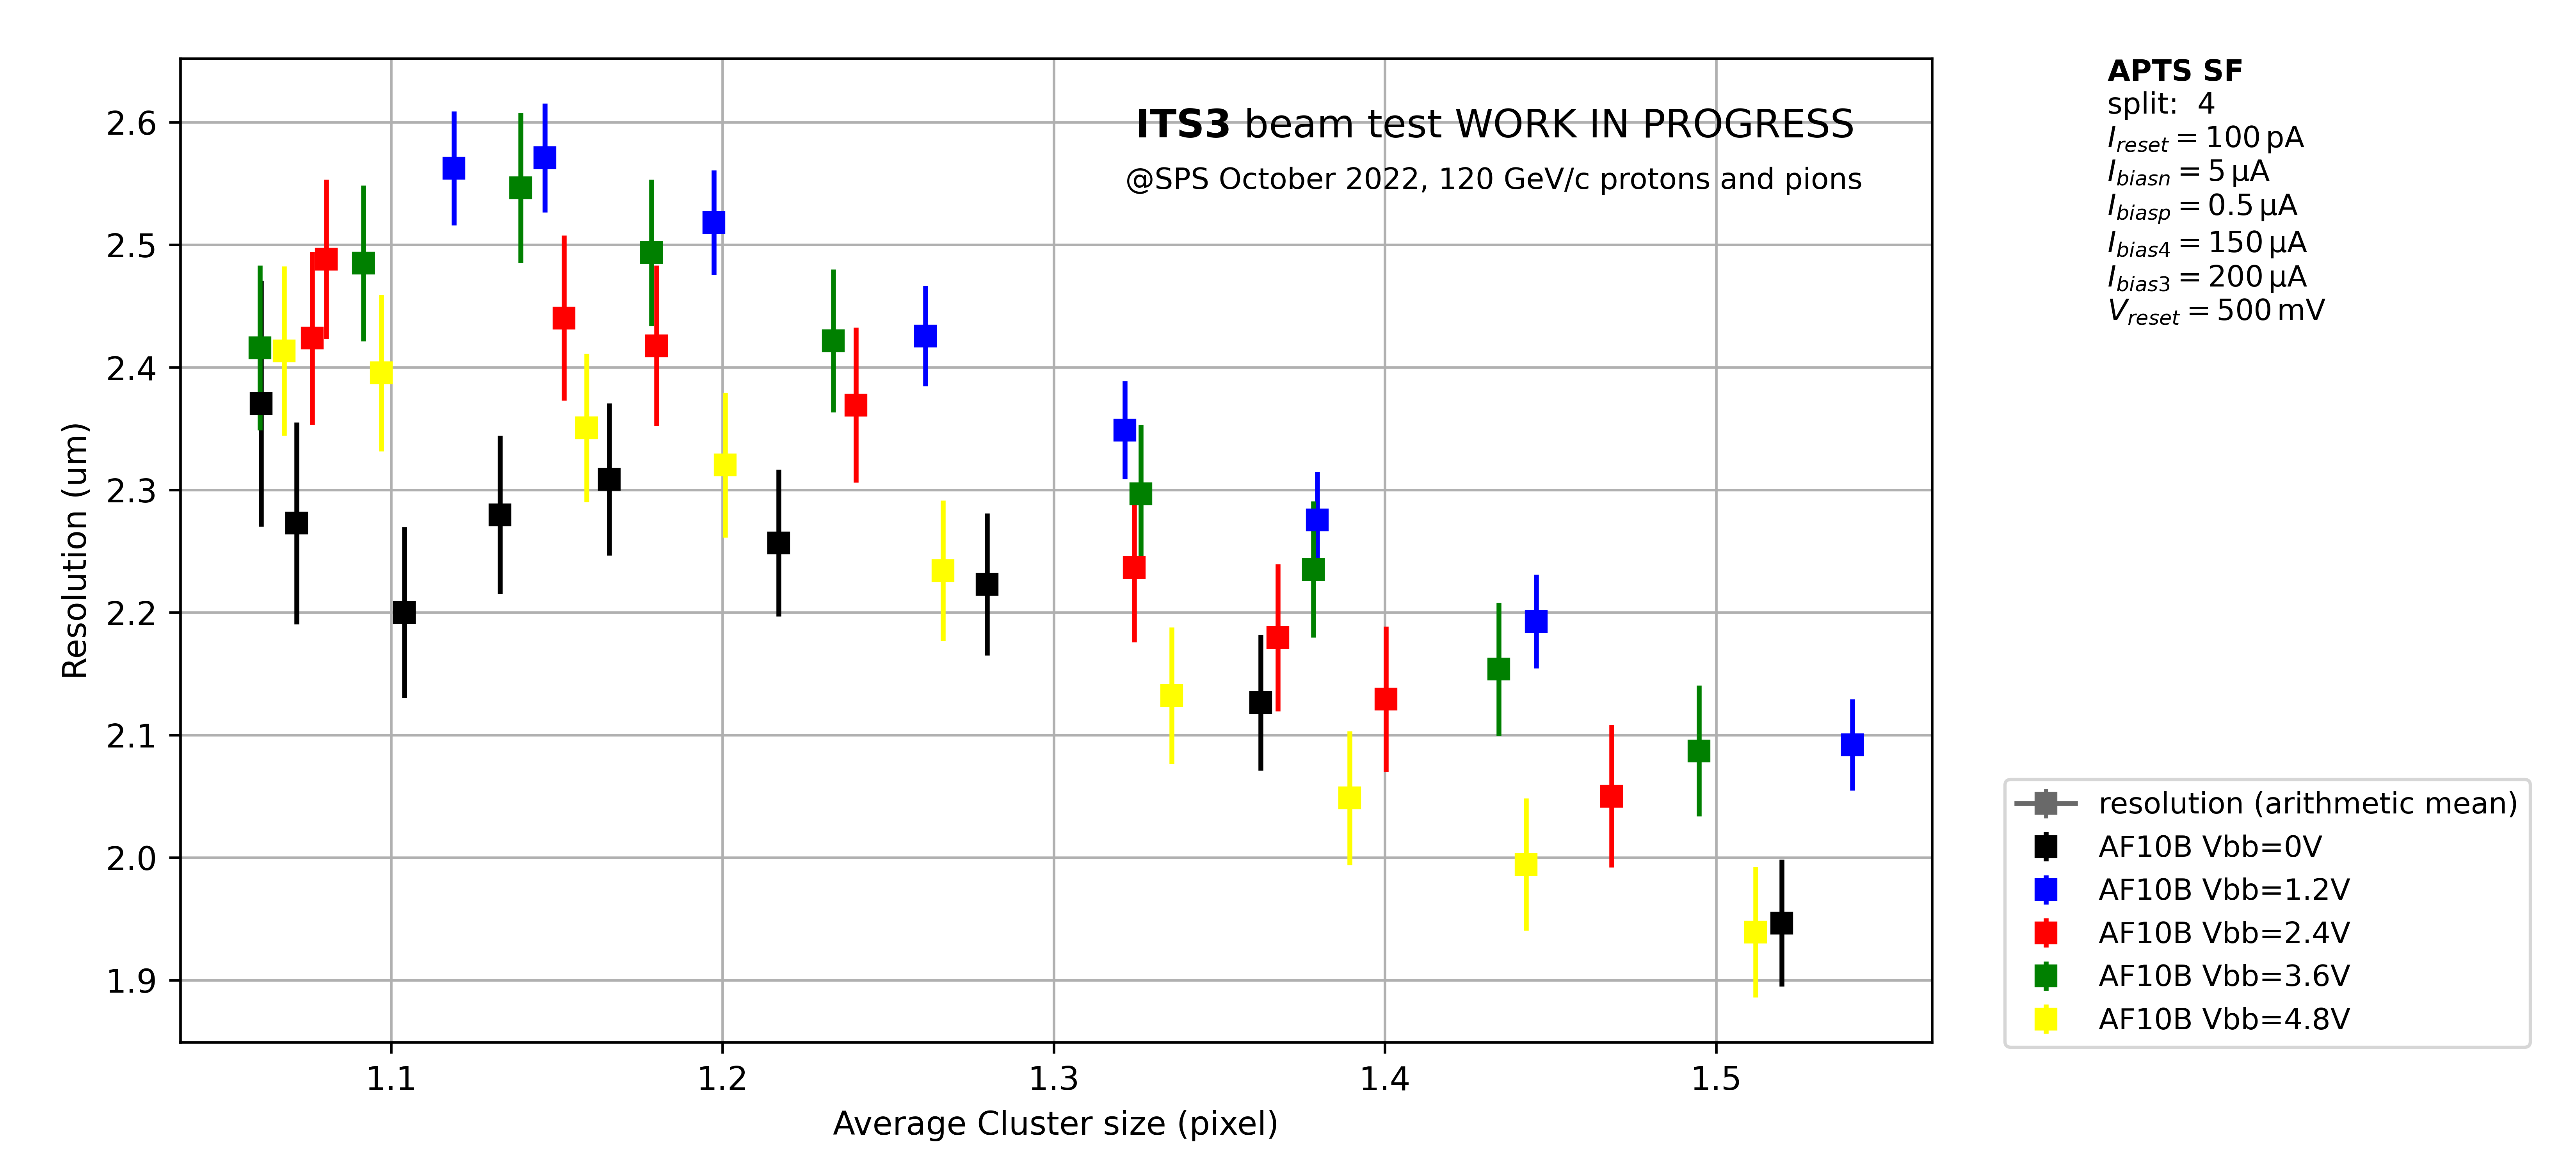 ITS3 beam test WORK IN PROGRESS
@SPS October 2022, 120 GeV/c protons and pions
APTS SF
split: 4
I_reset = 100 pA
I_biasn = 5 µA
I_biasp = 0.5 µA
I_bias4 = 150 µA
I_bias3 = 200 µA
V_reset = 500 mV
Resolution (um)
2.6
2.5
2.4
2.3
2.2
2.1
2.0
1.9
1.1 1.2 1.3 1.4 1.5
Average Cluster size (pixel)
resolution (arithmetic mean)
AF10B Vbb=0V
AF10B Vbb=1.2V
AF10B Vbb=2.4V
AF10B Vbb=3.6V
AF10B Vbb=4.8V